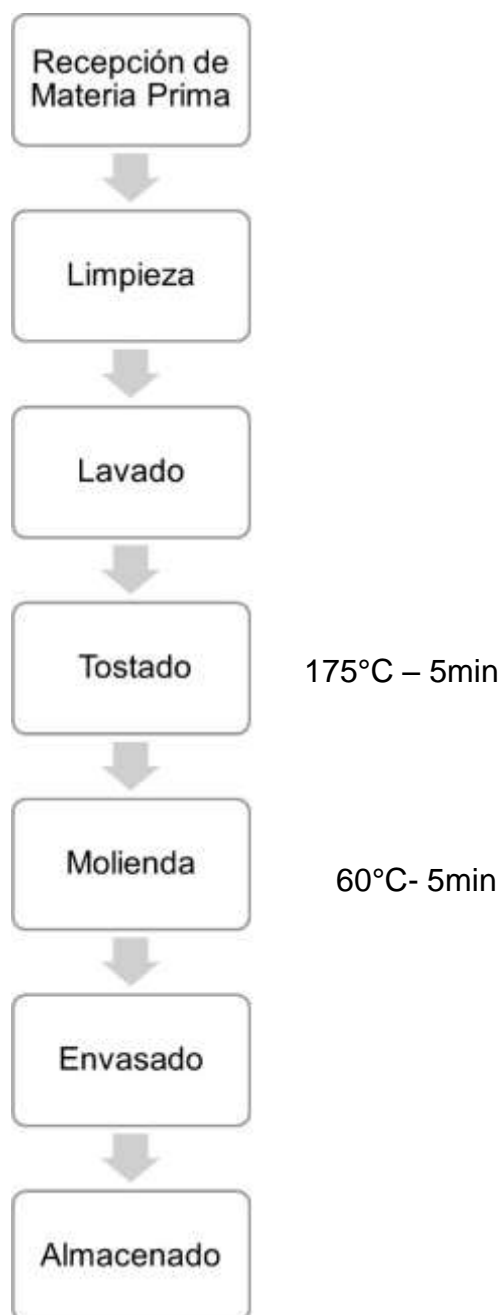 Recepción de
Materia Prima
Limpieza
Lavado
Tostado
175°C – 5min
Molienda
60°C- 5min
Envasado
Almacenado